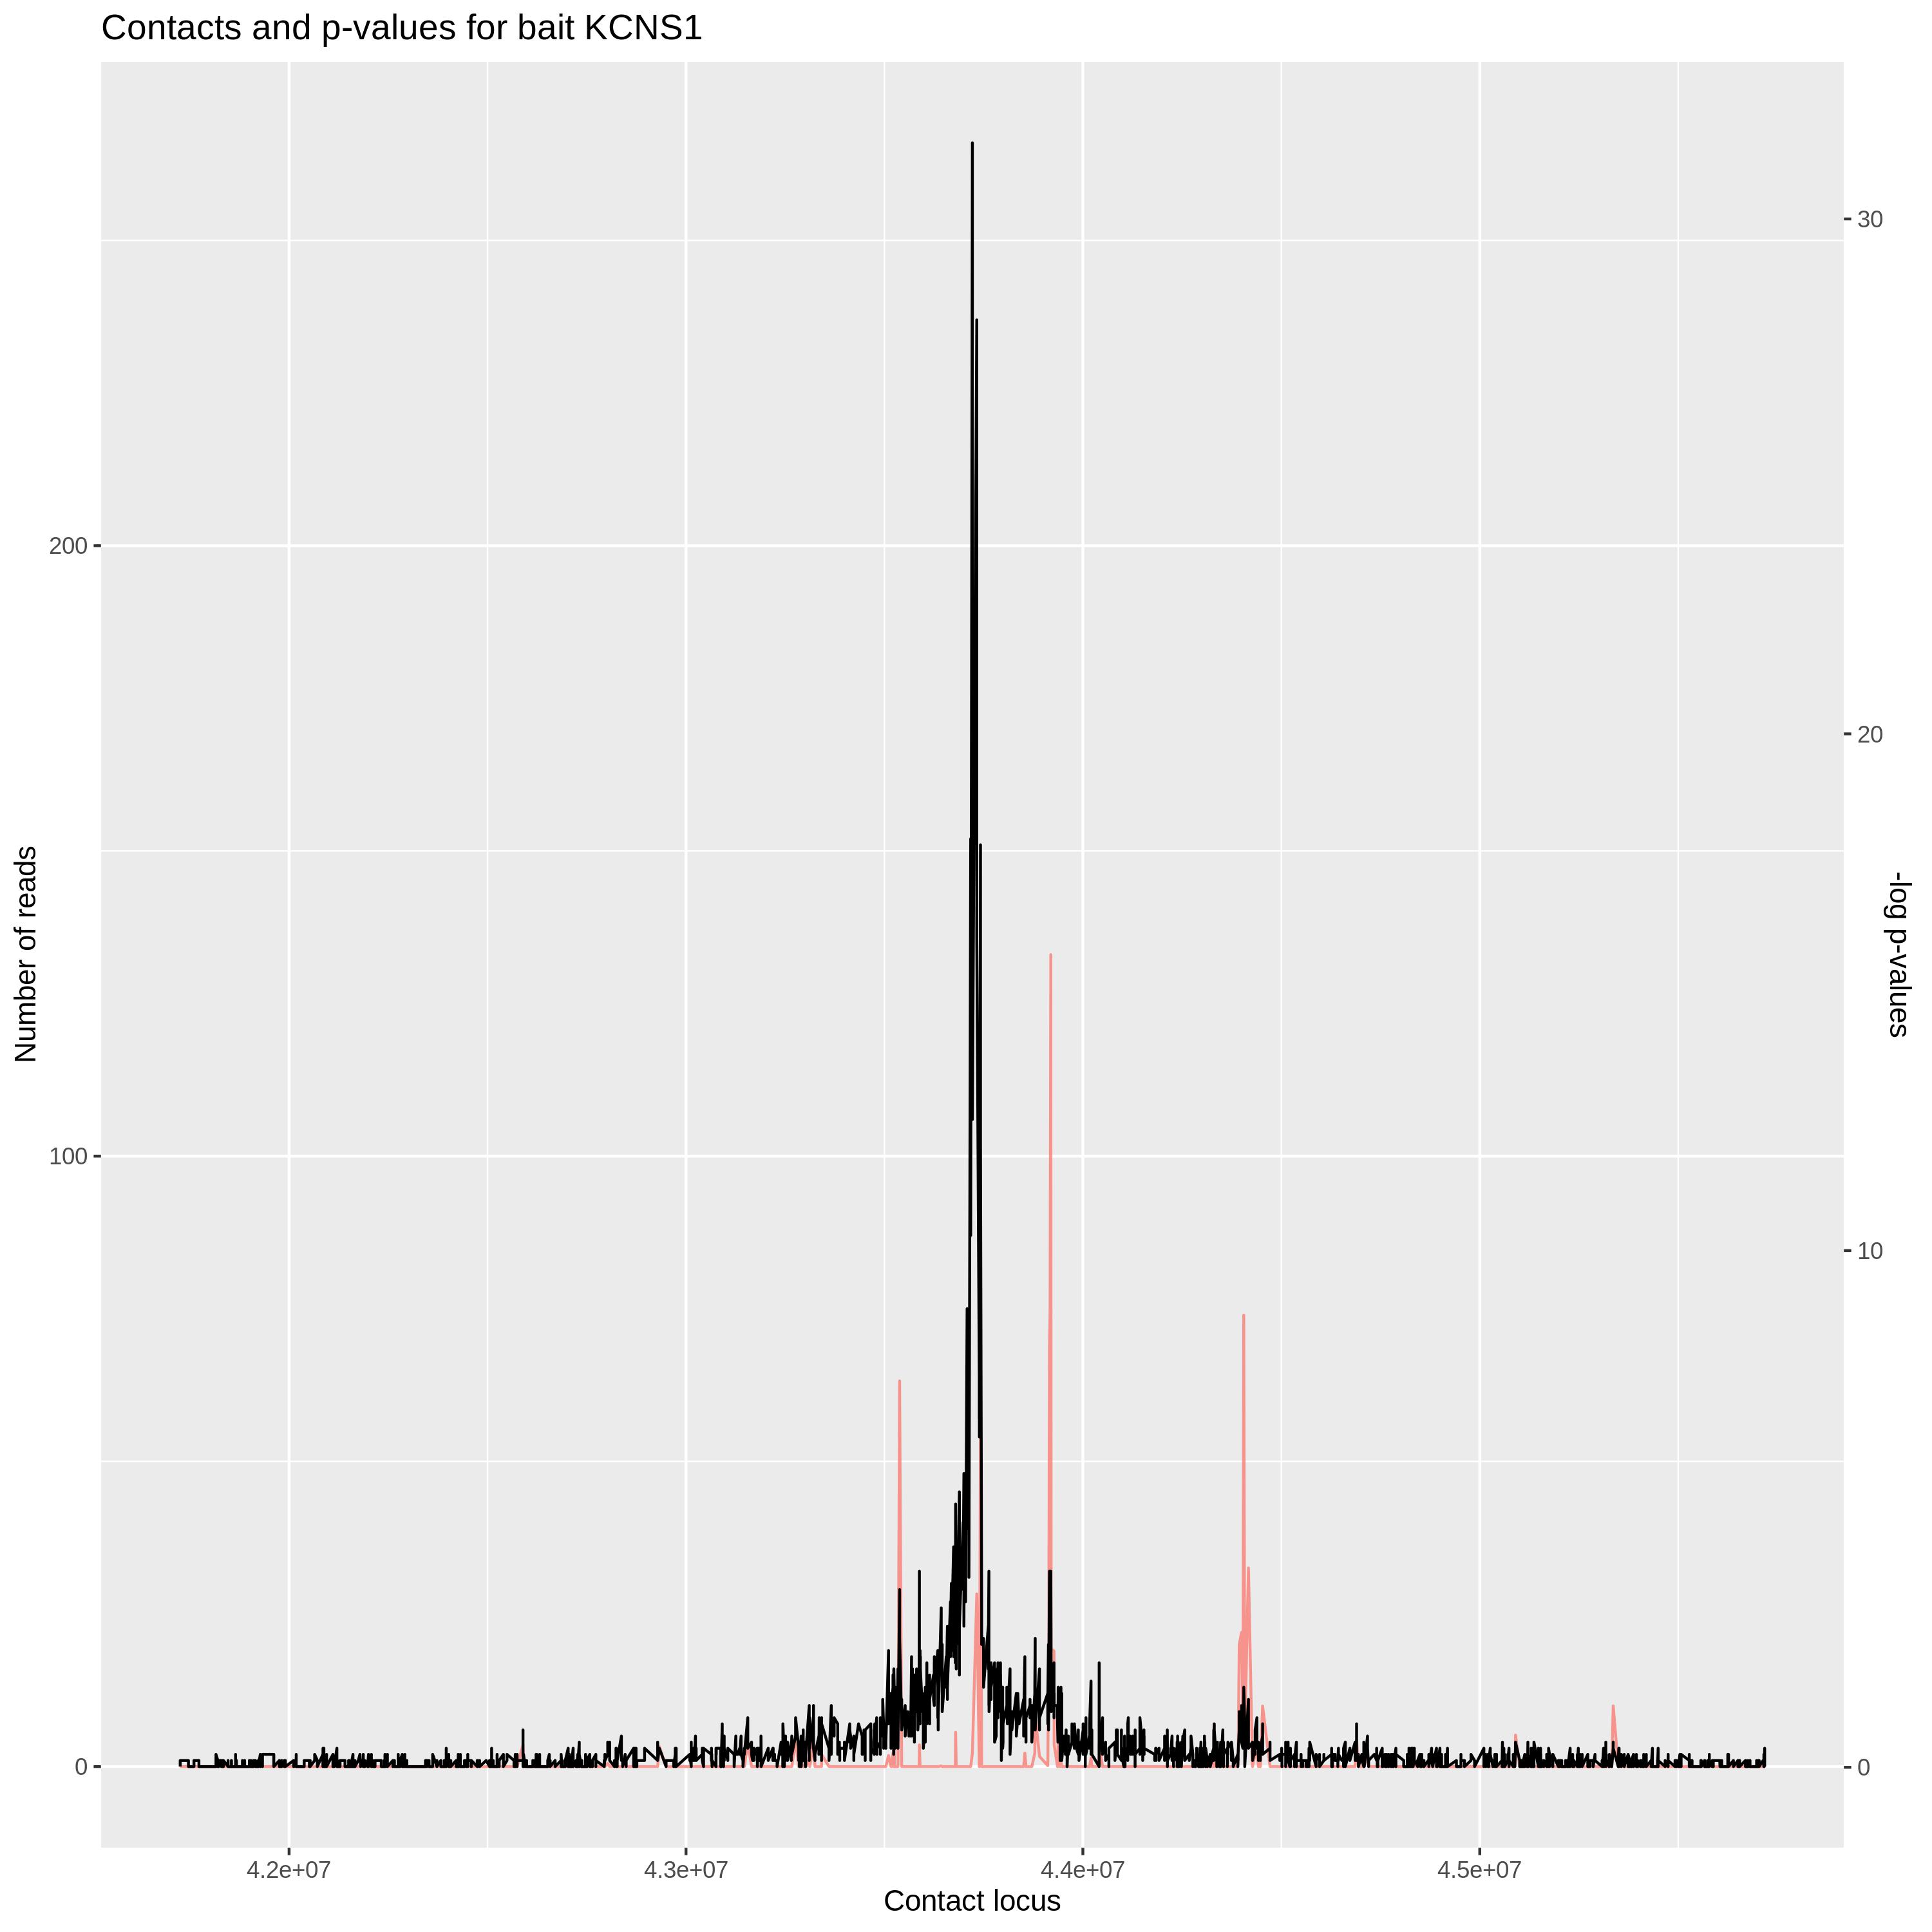 Contacts and p-values for bait KCNS1
30
200
20
Number of reads
-log p-values
100
10
0
0
4.2e+07
4.3e+07
4.4e+07
4.5e+07
Contact locus